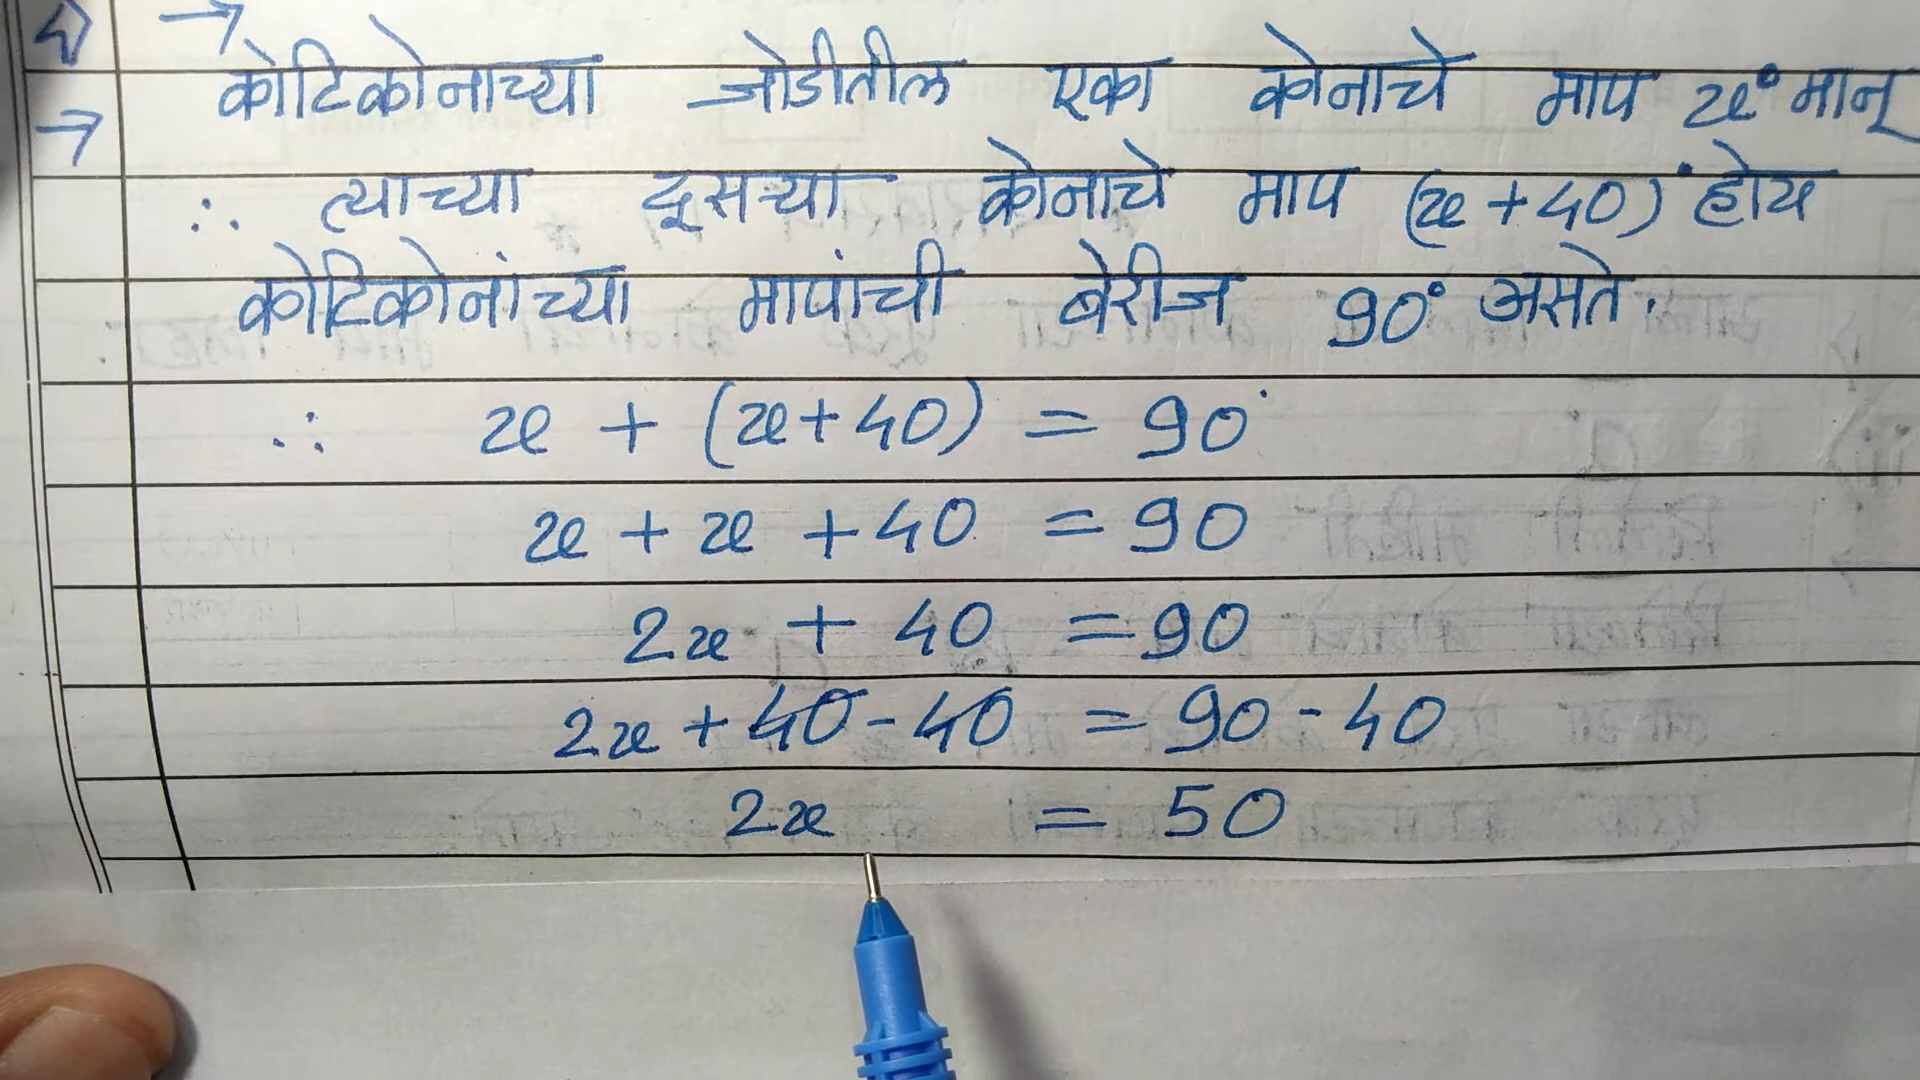 4) →
→ कोटिकोनाच्या जोडीतील एका कोनाचे माप x° मानू
∴ त्याच्या दूसऱ्या कोनाचे माप (x + 40)° होय
कोटिकोनांच्या मापांची बेरीज 90° असते.
∴ x + (x + 40) = 90°
x + x + 40 = 90
2x + 40 = 90
2x + 40 - 40 = 90 - 40
2x = 50